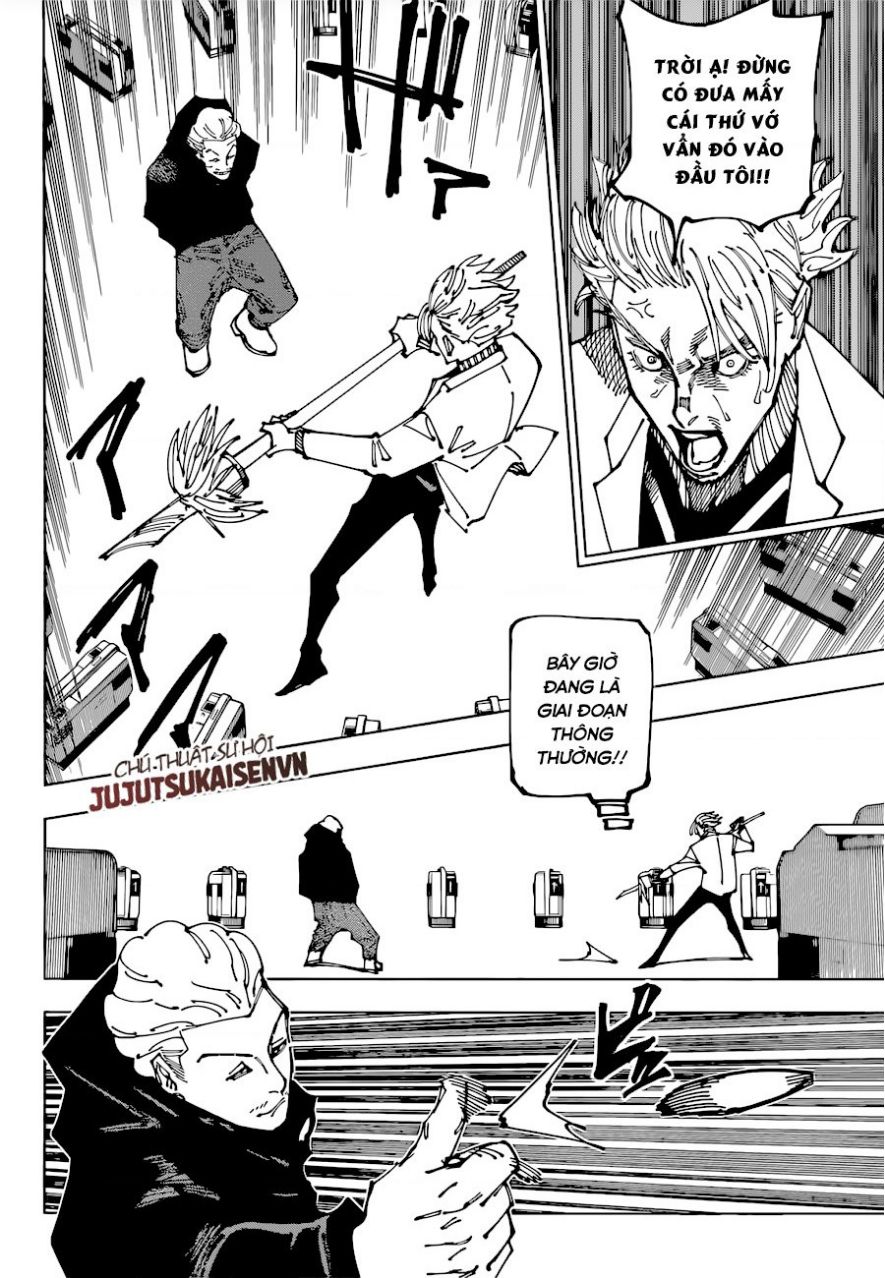 TRỜI Ạ! ĐỪNG
CÓ ĐƯA MẤY
CÁI THỨ VỚ
VẨN ĐÓ VÀO
ĐẦU TÔI!!
BÂY GIỜ
ĐANG LÀ
GIAI ĐOẠN
THÔNG
THƯỜNG!!
CHÚ THUẬT SƯ HỘI
JUJUTSUKAISENVN